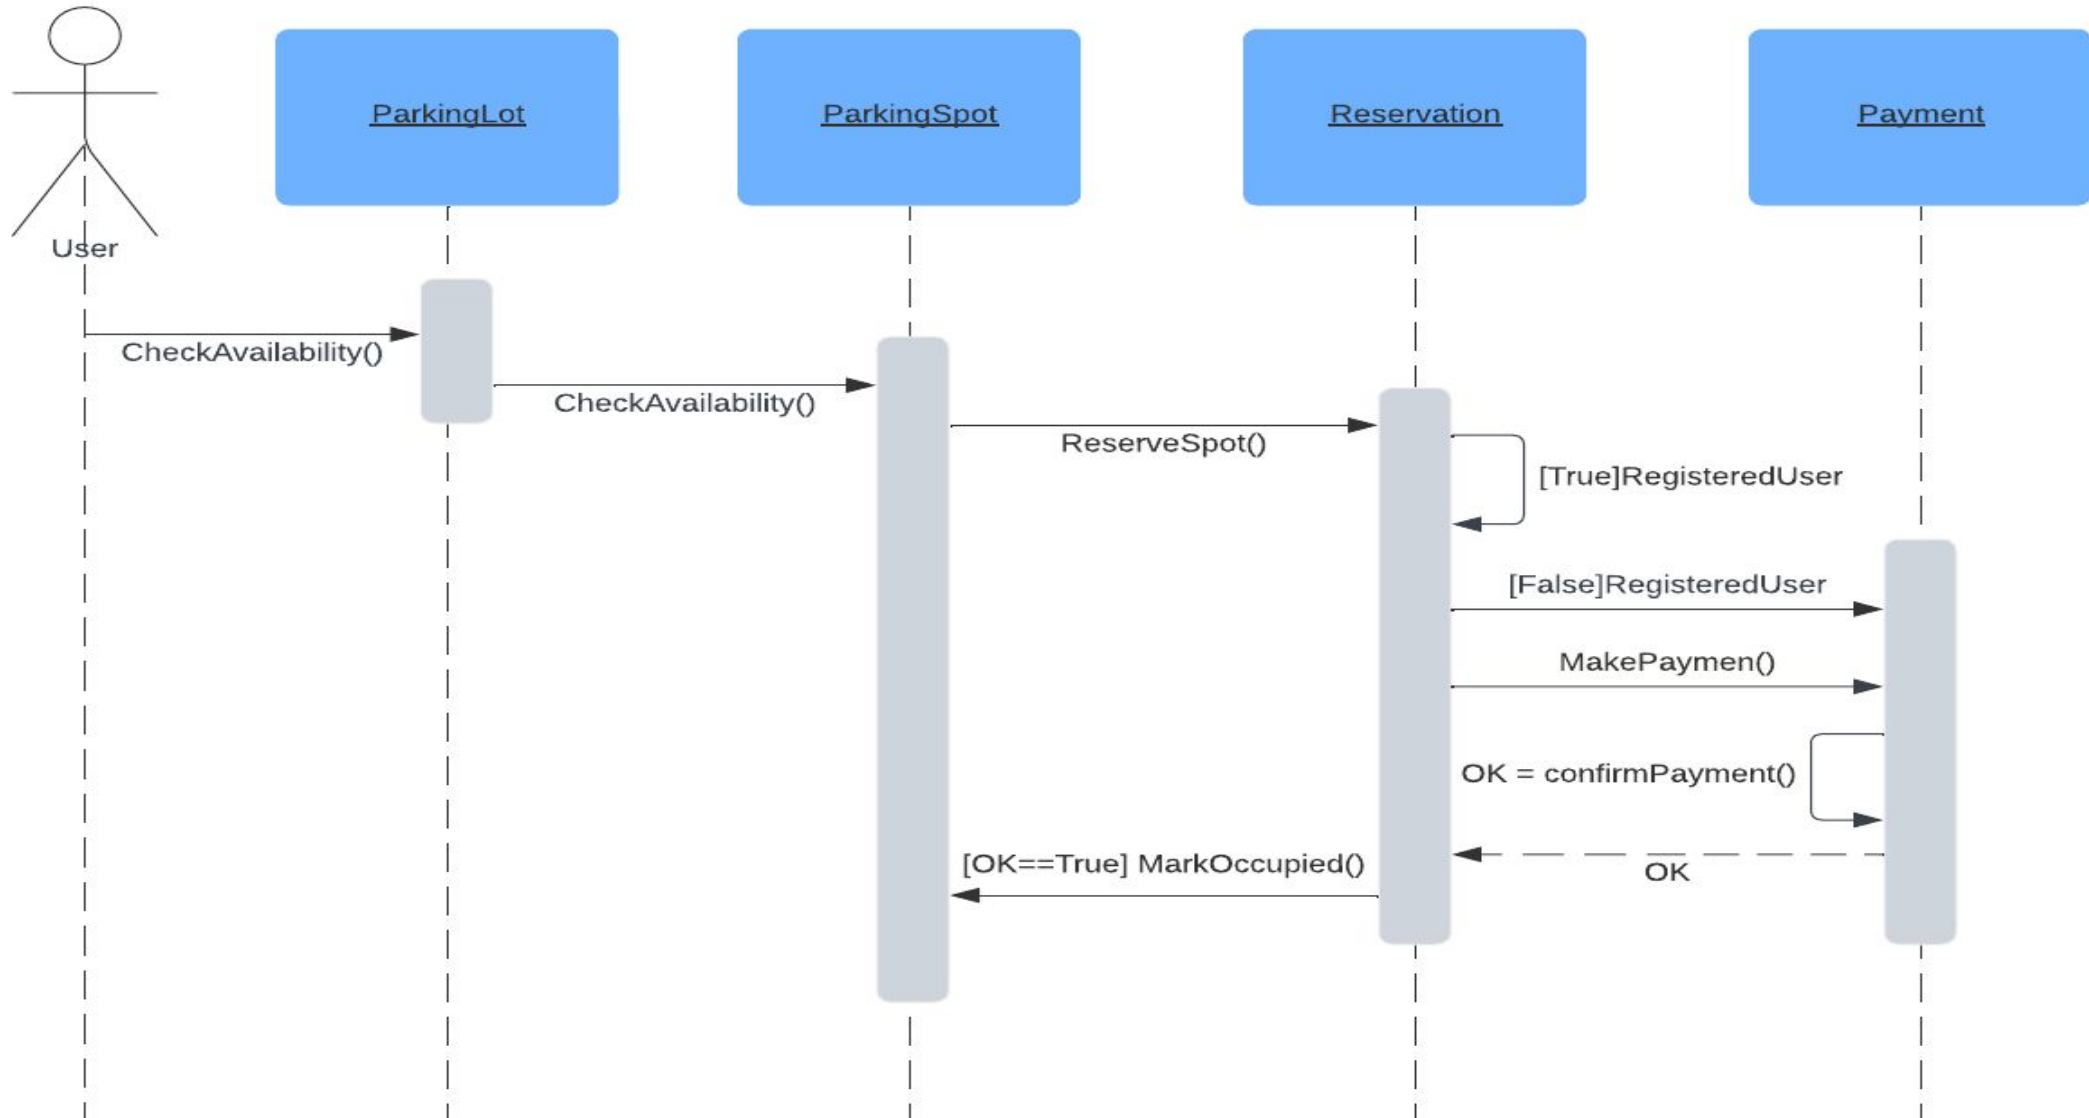 ParkingLot
ParkingSpot
Reservation
Payment
User
CheckAvailability()
CheckAvailability()
ReserveSpot()
[True]RegisteredUser
[False]RegisteredUser
MakePaymen()
OK = confirmPayment()
[OK==True] MarkOccupied()
OK